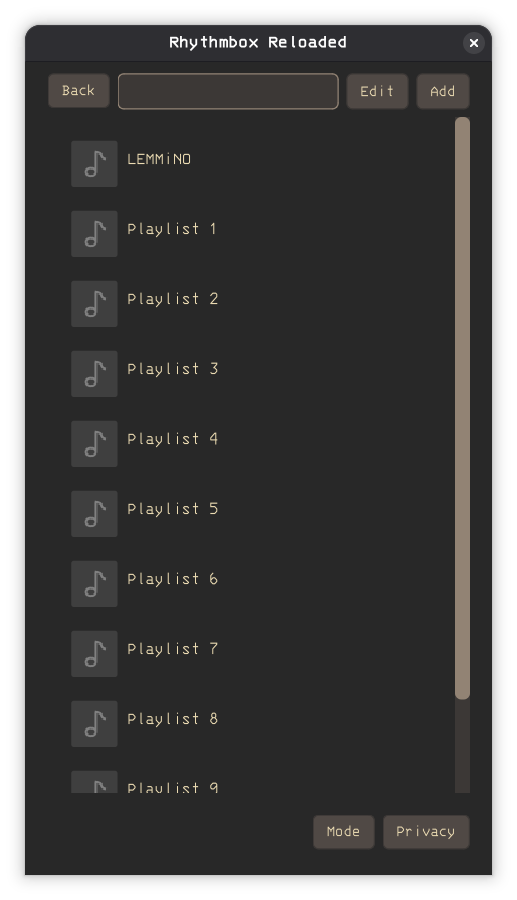 Rhythmbox Reloaded
Back Edit Add
LEMMiNO
Playlist 1
Playlist 2
Playlist 3
Playlist 4
Playlist 5
Playlist 6
Playlist 7
Playlist 8
Playlist 9
Mode Privacy